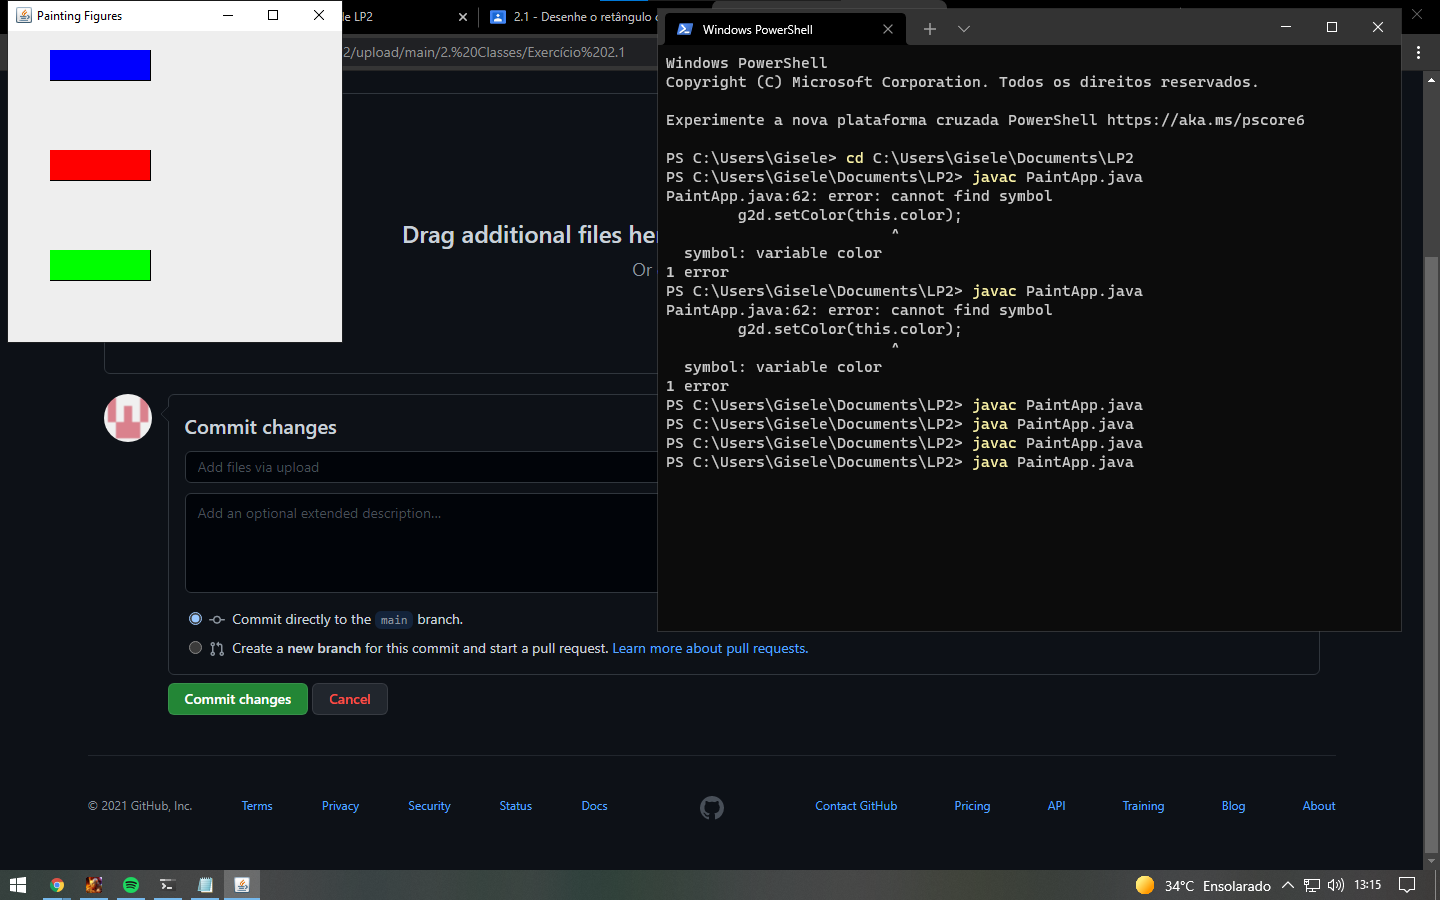 Painting Figures
le LP2
2.1 - Desenhe o retângulo
2/upload/main/2.%20Classes/Exercício%202.1
Windows PowerShell
Windows PowerShell
Copyright (C) Microsoft Corporation. Todos os direitos reservados.
Experimente a nova plataforma cruzada PowerShell https://aka.ms/pscore6
PS C:\Users\Gisele> cd C:\Users\Gisele\Documents\LP2
PS C:\Users\Gisele\Documents\LP2> javac PaintApp.java
PaintApp.java:62: error: cannot find symbol
g2d.setColor(this.color);
^
symbol: variable color
1 error
PS C:\Users\Gisele\Documents\LP2> javac PaintApp.java
PaintApp.java:62: error: cannot find symbol
g2d.setColor(this.color);
^
symbol: variable color
1 error
PS C:\Users\Gisele\Documents\LP2> javac PaintApp.java
PS C:\Users\Gisele\Documents\LP2> java PaintApp.java
PS C:\Users\Gisele\Documents\LP2> javac PaintApp.java
PS C:\Users\Gisele\Documents\LP2> java PaintApp.java
Drag additional files he
Or
Commit changes
Add files via upload
Add an optional extended description...
Commit directly to the main branch.
Create a new branch for this commit and start a pull request. Learn more about pull requests.
Commit changes Cancel
© 2021 GitHub, Inc. Terms Privacy Security Status Docs Contact GitHub Pricing API Training Blog About
34°C Ensolarado 13:15